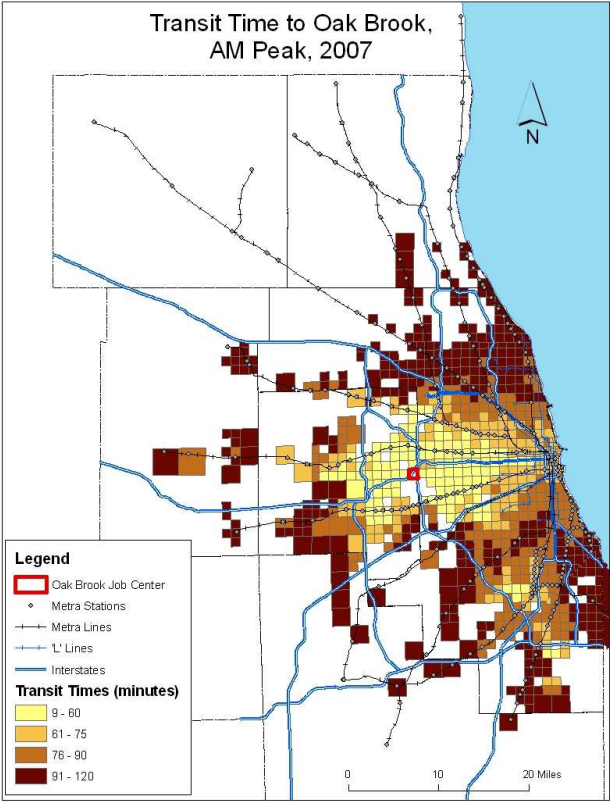 Transit Time to Oak Brook,
AM Peak, 2007
N
Legend
Oak Brook Job Center
Metra Stations
Metra Lines
'L' Lines
Interstates
Transit Times (minutes)
9 - 60
61 - 75
76 - 90
91 - 120
0 10 20 Miles